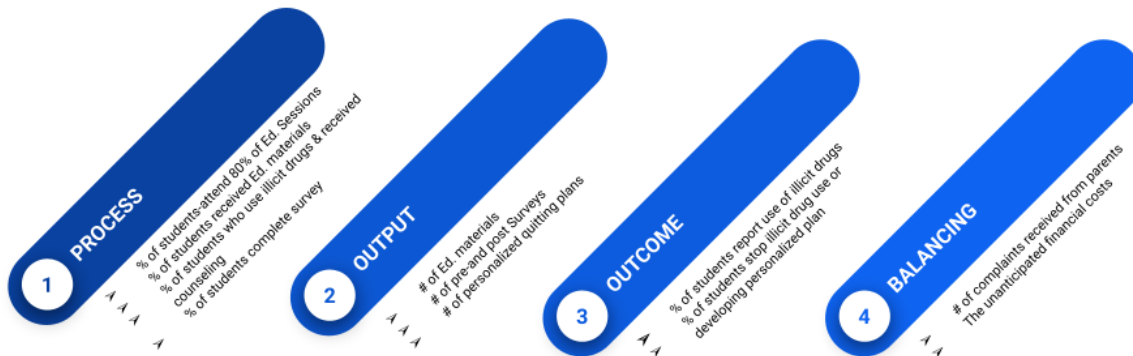 1
PROCESS
% of students-attend 80% of Ed. Sessions
% of students received Ed. materials
% of students who use illicit drugs & received
counseling
% of students complete survey
2
OUTPUT
# of Ed. materials
# of pre-and post Surveys
# of personalized quitting plans
3
OUTCOME
% of students report use of illicit drugs
% of students stop illicit drug use or
developing personalized plan
4
BALANCING
# of complaints received from parents
The unanticipated financial costs